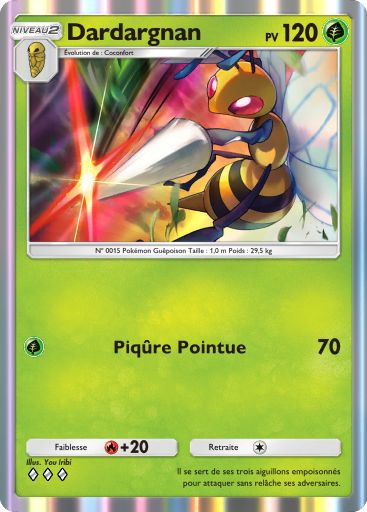 NIVEAU2
Dardargnan
PV 120
Évolution de : Coconfort
N° 0015 Pokémon Guêpoison Taille : 1,0 m Poids : 29,5 kg
Piqûre Pointue 70
Faiblesse +20
Retraite
Illus. You Iribi
Il se sert de ses trois aiguillons empoisonnés
pour attaquer sans relâche ses adversaires.